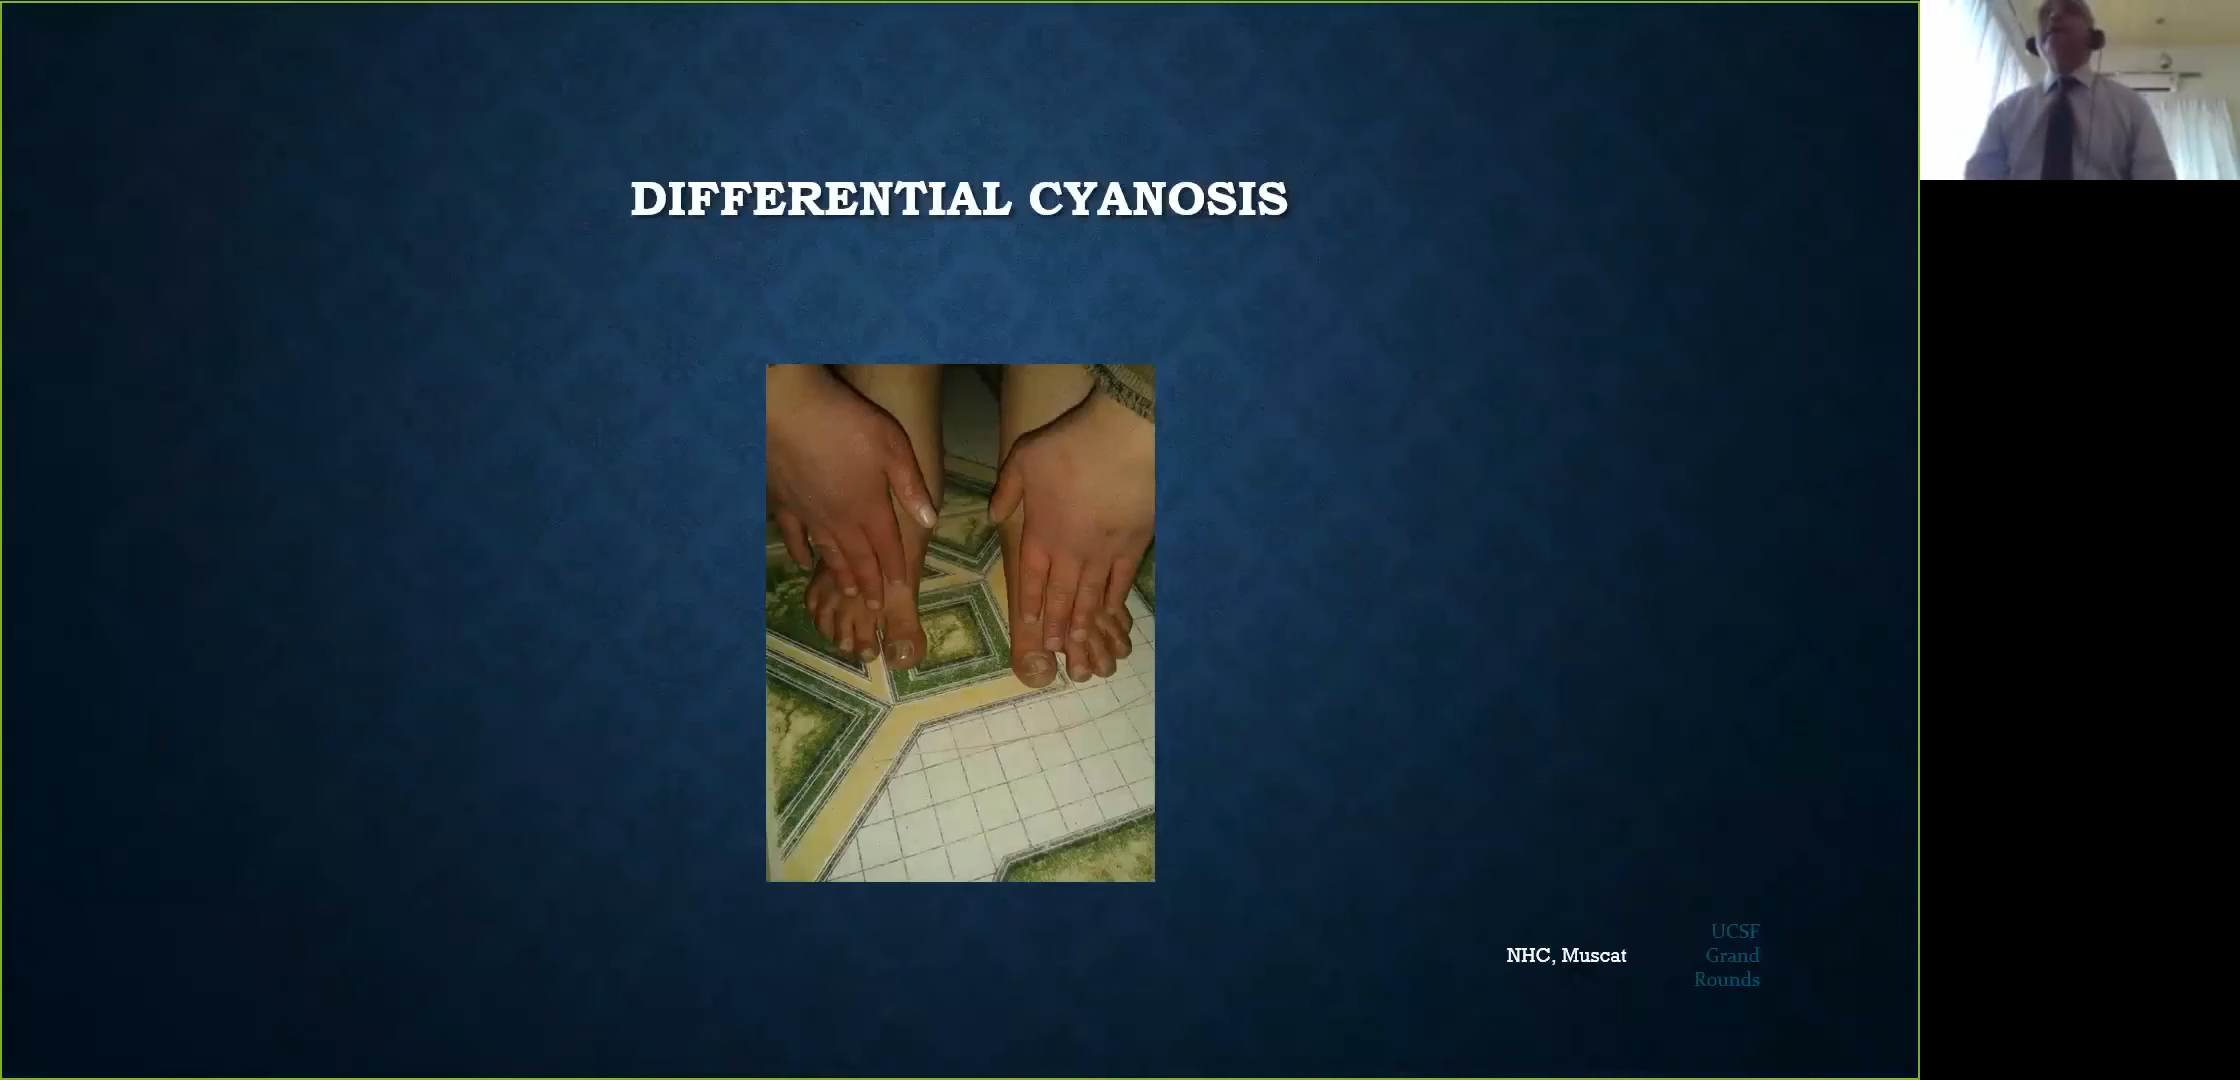 DIFFERENTIAL CYANOSIS
NHC, Muscat
UCSF
Grand
Rounds